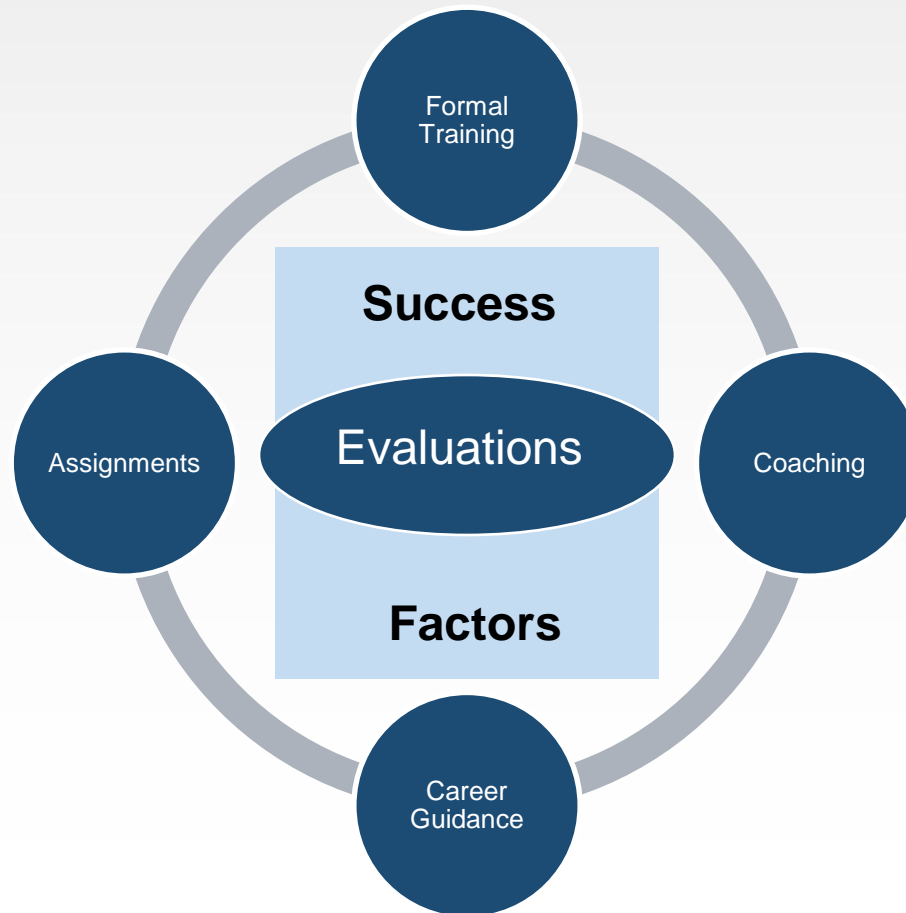 Formal
Training
Success
Evaluations
Assignments
Coaching
Factors
Career
Guidance